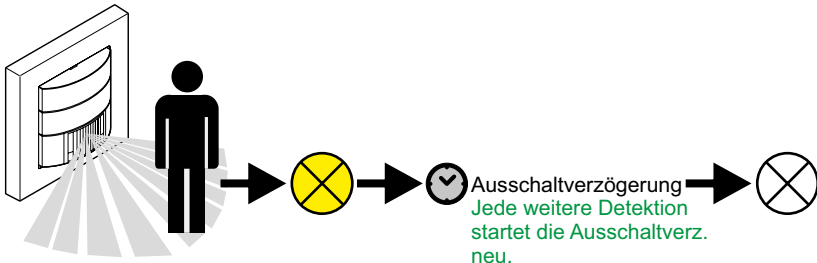 Ausschaltverzögerung
Jede weitere Detektion
startet die Ausschaltverz.
neu.